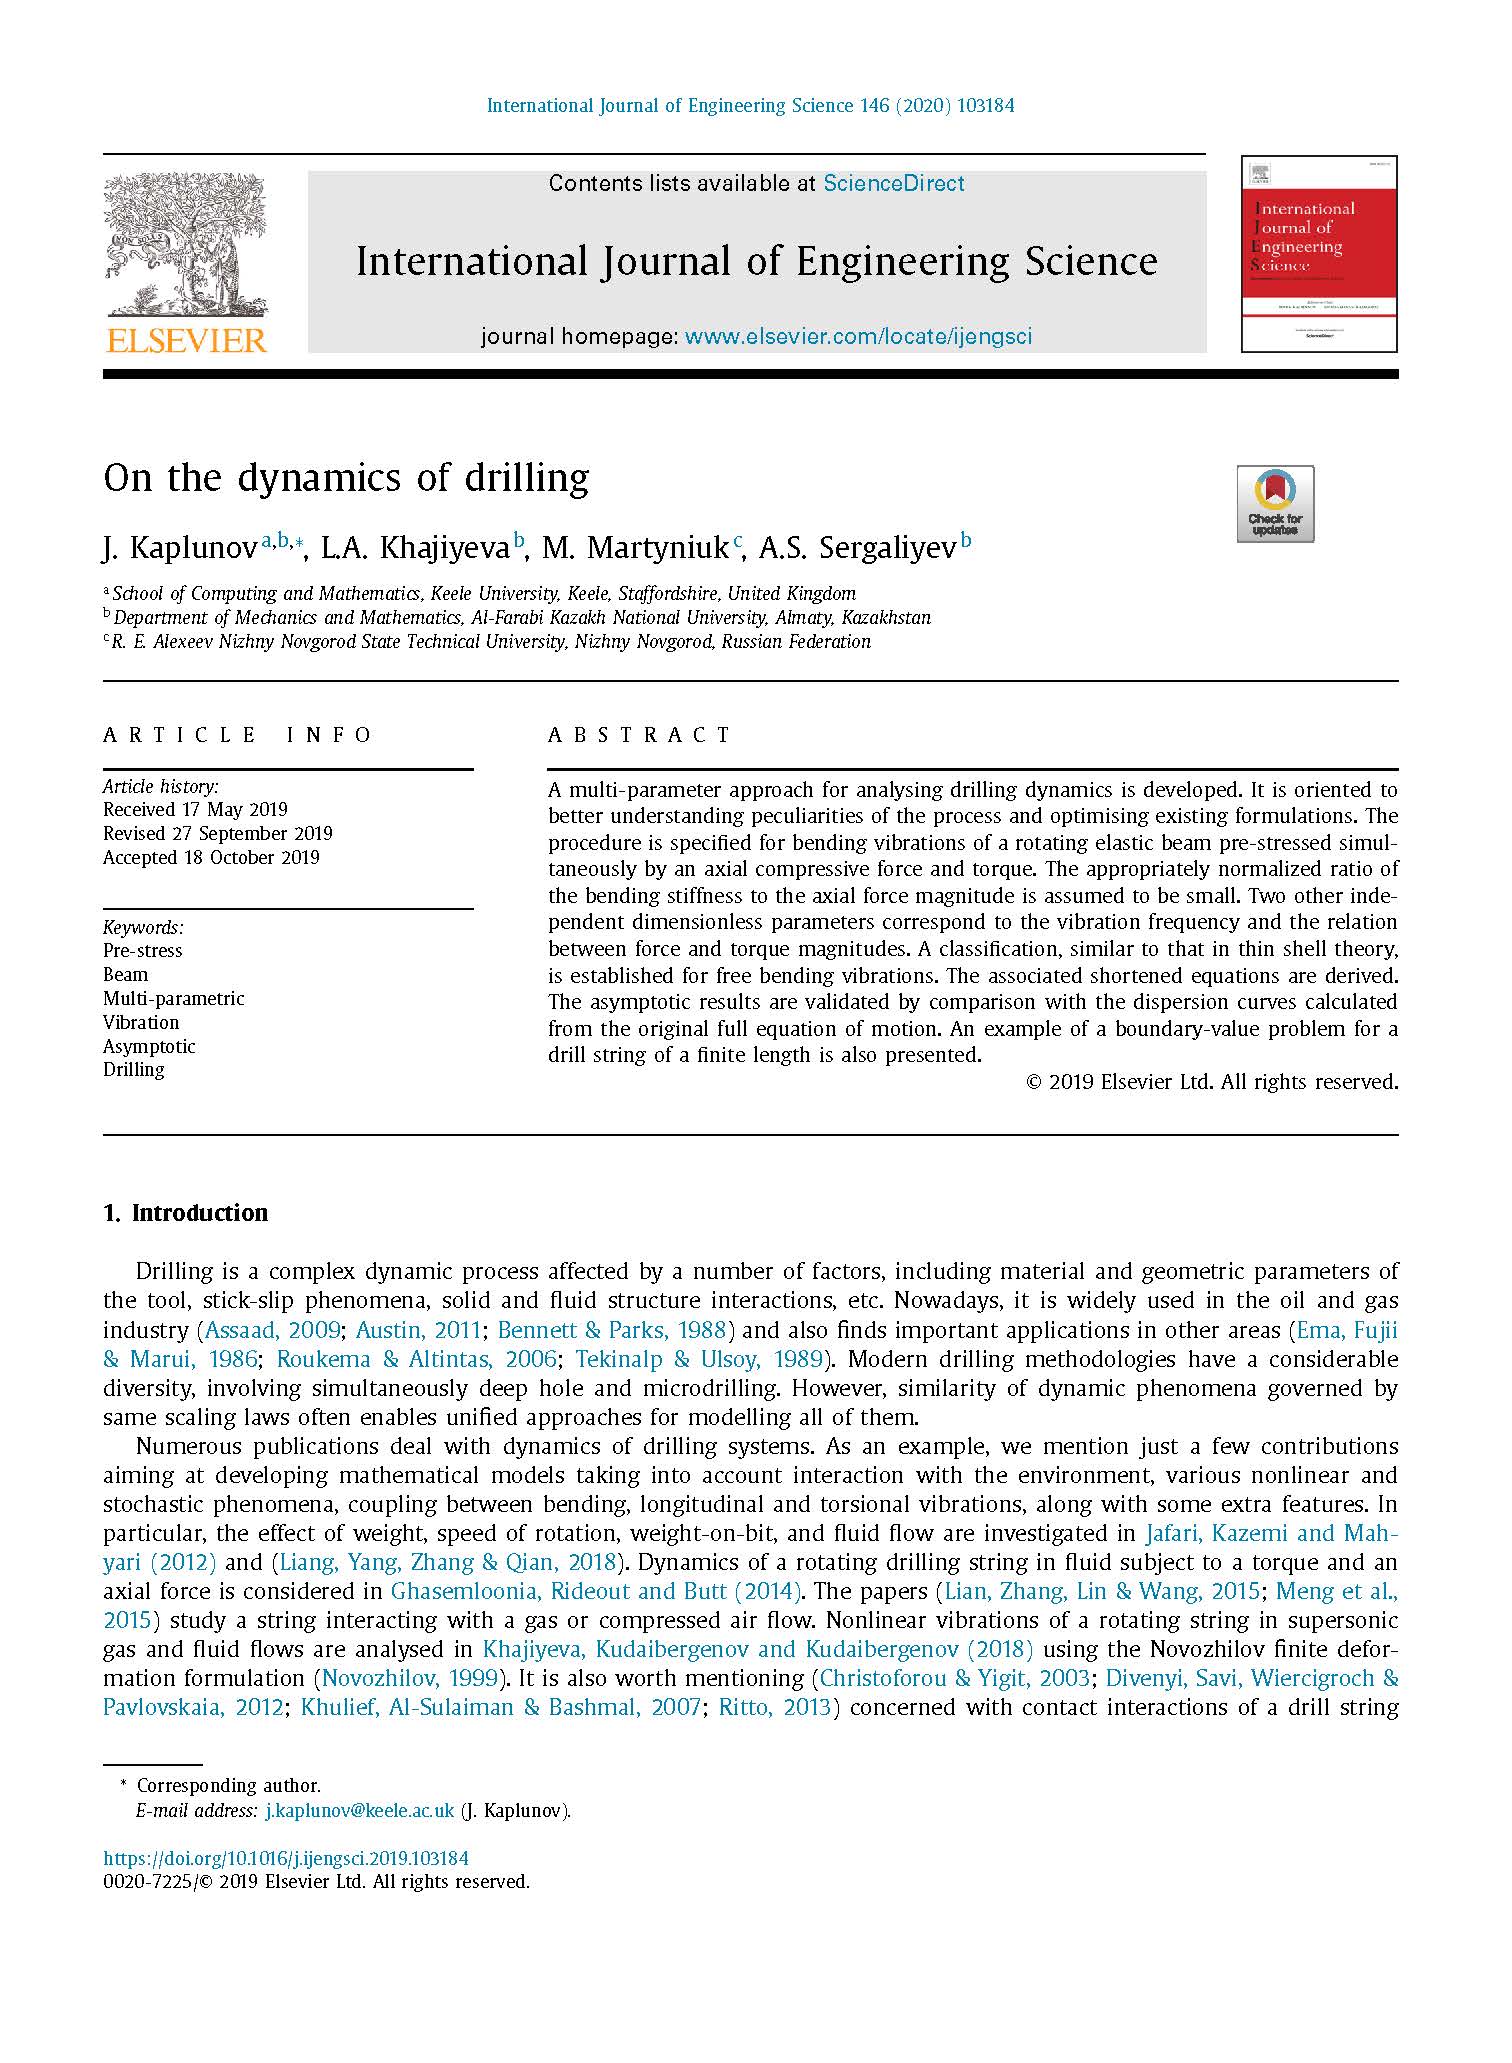 International Journal of Engineering Science 146 (2020) 103184
Contents lists available at ScienceDirect
International Journal of Engineering Science
journal homepage: www.elsevier.com/locate/ijengsci
ELSEVIER
International
Journal of
Engineering
Science
On the dynamics of drilling
Check for
updates
J. Kaplunov a,b,*, L.A. Khajiyeva b, M. Martyniuk c, A.S. Sergaliyev b
a School of Computing and Mathematics, Keele University, Keele, Staffordshire, United Kingdom
b Department of Mechanics and Mathematics, Al-Farabi Kazakh National University, Almaty, Kazakhstan
c R. E. Alexeev Nizhny Novgorod State Technical University, Nizhny Novgorod, Russian Federation
ARTICLE INFO
Article history:
Received 17 May 2019
Revised 27 September 2019
Accepted 18 October 2019
Keywords:
Pre-stress
Beam
Multi-parametric
Vibration
Asymptotic
Drilling
ABSTRACT
A multi-parameter approach for analysing drilling dynamics is developed. It is oriented to
better understanding peculiarities of the process and optimising existing formulations. The
procedure is specified for bending vibrations of a rotating elastic beam pre-stressed simul-
taneously by an axial compressive force and torque. The appropriately normalized ratio of
the bending stiffness to the axial force magnitude is assumed to be small. Two other inde-
pendent dimensionless parameters correspond to the vibration frequency and the relation
between force and torque magnitudes. A classification, similar to that in thin shell theory,
is established for free bending vibrations. The associated shortened equations are derived.
The asymptotic results are validated by comparison with the dispersion curves calculated
from the original full equation of motion. An example of a boundary-value problem for a
drill string of a finite length is also presented.
© 2019 Elsevier Ltd. All rights reserved.
1. Introduction
Drilling is a complex dynamic process affected by a number of factors, including material and geometric parameters of
the tool, stick-slip phenomena, solid and fluid structure interactions, etc. Nowadays, it is widely used in the oil and gas
industry (Assaad, 2009; Austin, 2011; Bennett & Parks, 1988) and also finds important applications in other areas (Ema, Fujii
& Marui, 1986; Roukema & Altintas, 2006; Tekinalp & Ulsoy, 1989). Modern drilling methodologies have a considerable
diversity, involving simultaneously deep hole and microdrilling. However, similarity of dynamic phenomena governed by
same scaling laws often enables unified approaches for modelling all of them.
Numerous publications deal with dynamics of drilling systems. As an example, we mention just a few contributions
aiming at developing mathematical models taking into account interaction with the environment, various nonlinear and
stochastic phenomena, coupling between bending, longitudinal and torsional vibrations, along with some extra features. In
particular, the effect of weight, speed of rotation, weight-on-bit, and fluid flow are investigated in Jafari, Kazemi and Mah-
yari (2012) and (Liang, Yang, Zhang & Qian, 2018). Dynamics of a rotating drilling string in fluid subject to a torque and an
axial force is considered in Ghasemloonia, Rideout and Butt (2014). The papers (Lian, Zhang, Lin & Wang, 2015; Meng et al.,
2015) study a string interacting with a gas or compressed air flow. Nonlinear vibrations of a rotating string in supersonic
gas and fluid flows are analysed in Khajiyeva, Kudaibergenov and Kudaibergenov (2018) using the Novozhilov finite defor-
mation formulation (Novozhilov, 1999). It is also worth mentioning (Christoforou & Yigit, 2003; Divenyi, Savi, Wiercigroch &
Pavlovskaia, 2012; Khulief, Al-Sulaiman & Bashmal, 2007; Ritto, 2013) concerned with contact interactions of a drill string
* Corresponding author.
E-mail address: j.kaplunov@keele.ac.uk (J. Kaplunov).
https://doi.org/10.1016/j.ijengsci.2019.103184
0020-7225/© 2019 Elsevier Ltd. All rights reserved.